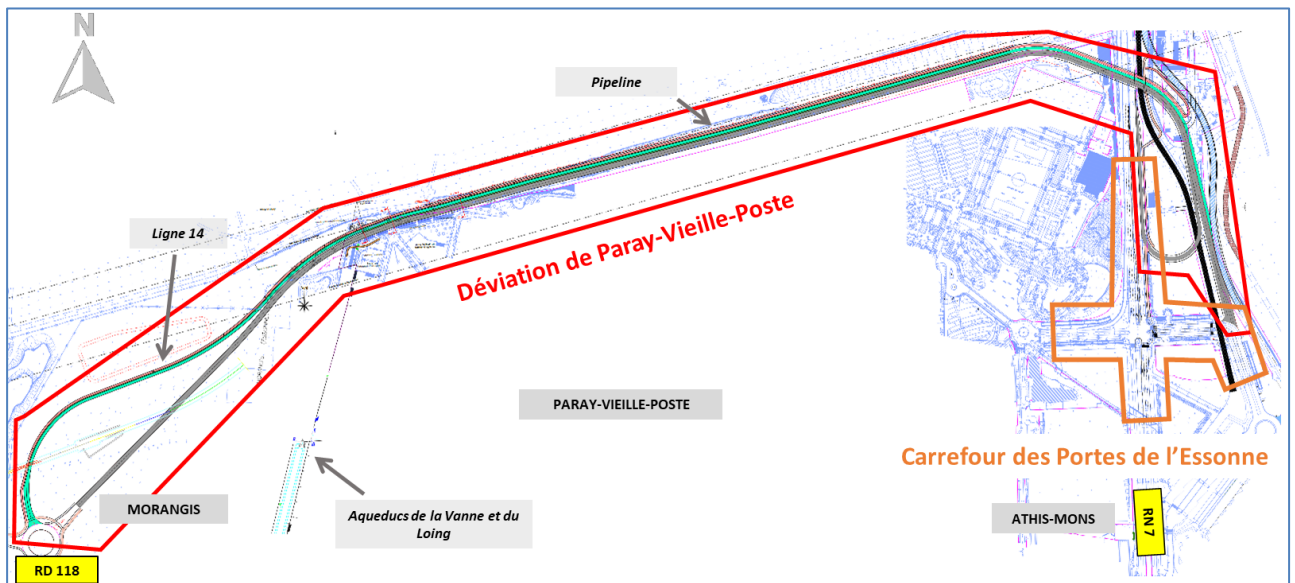 N
Pipeline
Ligne 14
Déviation de Paray-Vieille-Poste
PARAY-VIEILLE-POSTE
Carrefour des Portes de l'Essonne
MORANGIS
Aqueducs de la Vanne et du
Loing
ATHIS-MONS
RN 7
RD 118